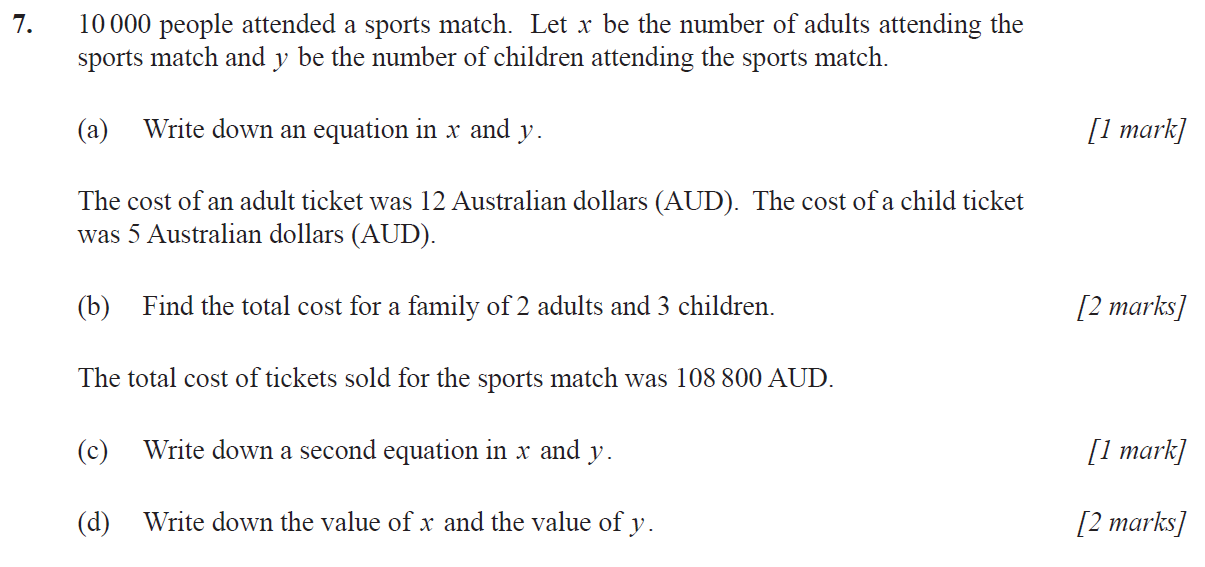 7. 10 000 people attended a sports match. Let x be the number of adults attending the
sports match and y be the number of children attending the sports match.
(a) Write down an equation in x and y. [1 mark]
The cost of an adult ticket was 12 Australian dollars (AUD). The cost of a child ticket
was 5 Australian dollars (AUD).
(b) Find the total cost for a family of 2 adults and 3 children. [2 marks]
The total cost of tickets sold for the sports match was 108 800 AUD.
(c) Write down a second equation in x and y. [1 mark]
(d) Write down the value of x and the value of y. [2 marks]